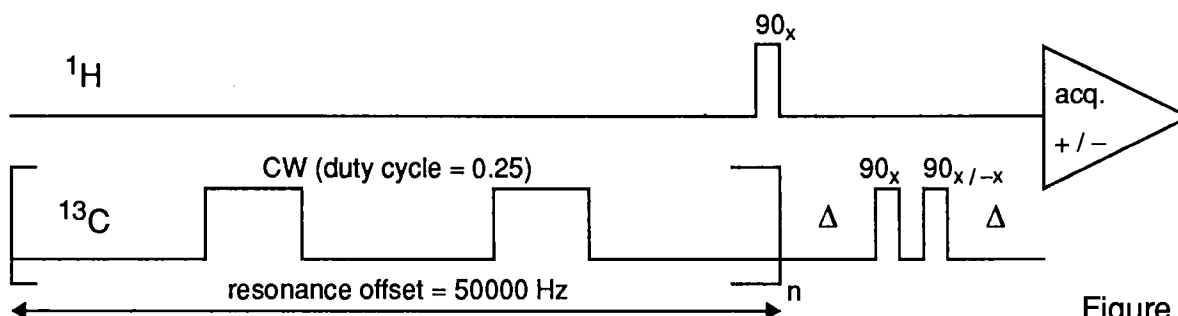 90x
1H
acq.
+ / –
CW (duty cycle = 0.25)
13C
90x
90x / –x
Δ
Δ
n
resonance offset = 50000 Hz
Figure